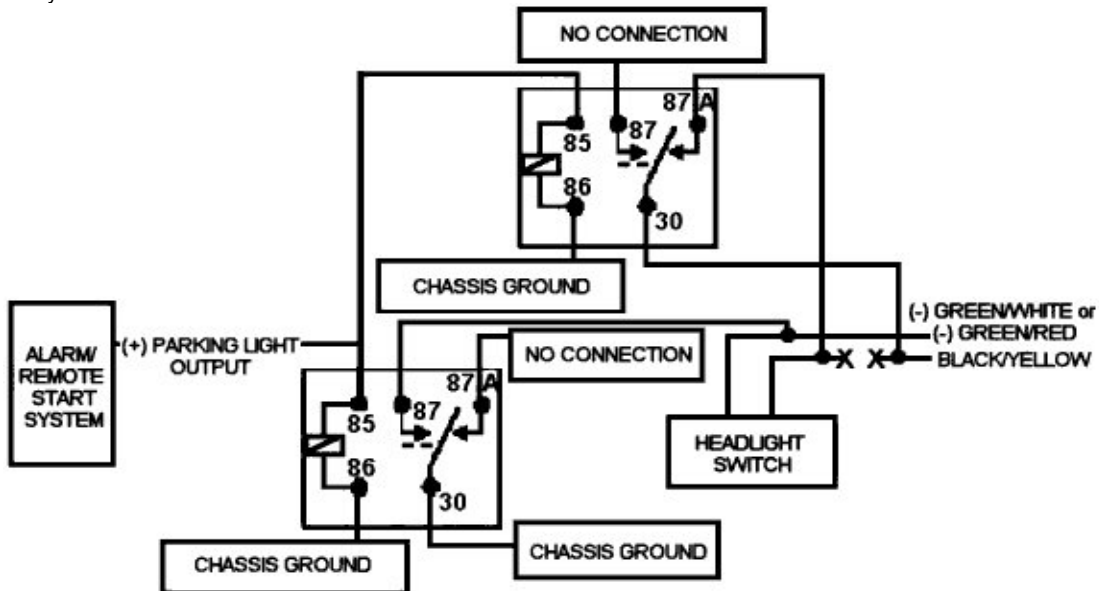 NO CONNECTION
87 A
87
85
86
30
CHASSIS GROUND
(-) GREEN/WHITE or
(-) GREEN/RED
BLACK/YELLOW
X X
ALARM/
REMOTE
START
SYSTEM
(+) PARKING LIGHT
OUTPUT
NO CONNECTION
87 A
87
85
86
30
HEADLIGHT
SWITCH
CHASSIS GROUND
CHASSIS GROUND